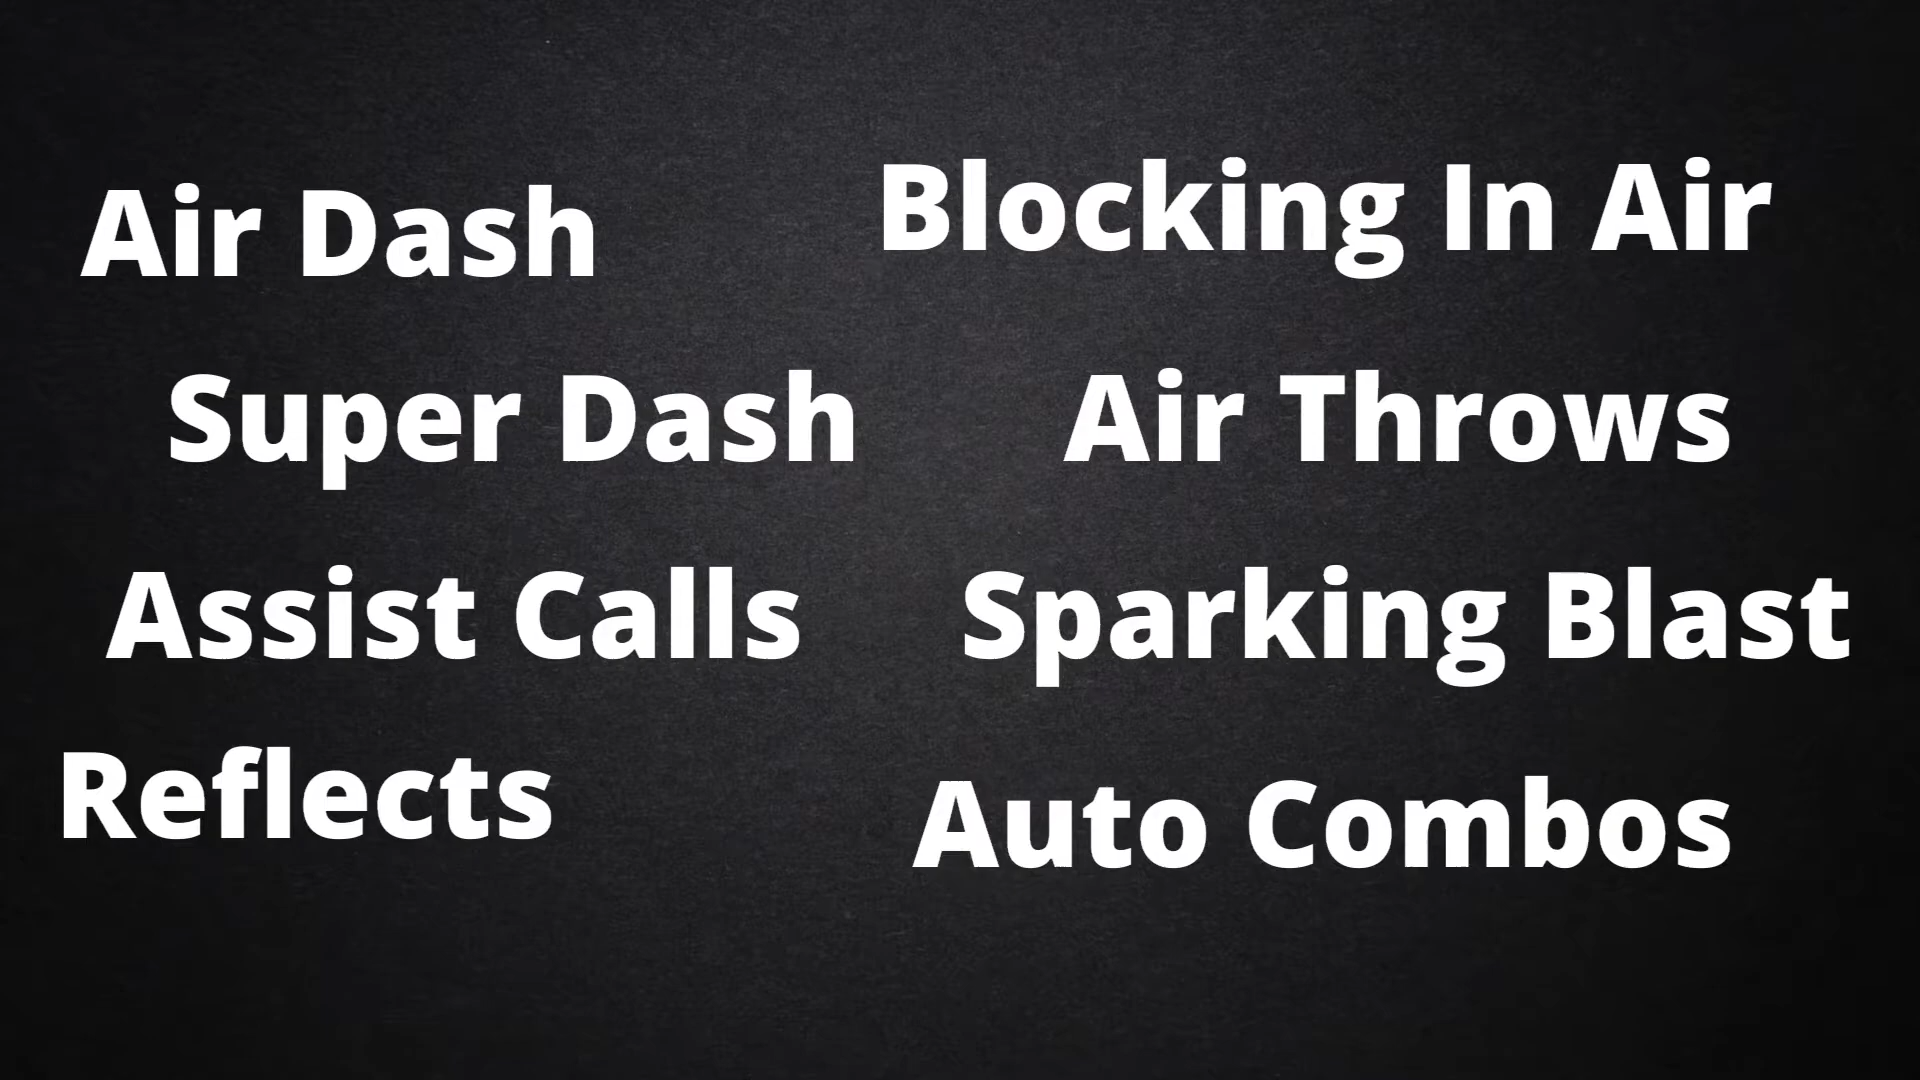 Air Dash
Blocking In Air
Super Dash
Air Throws
Assist Calls
Sparking Blast
Reflects
Auto Combos